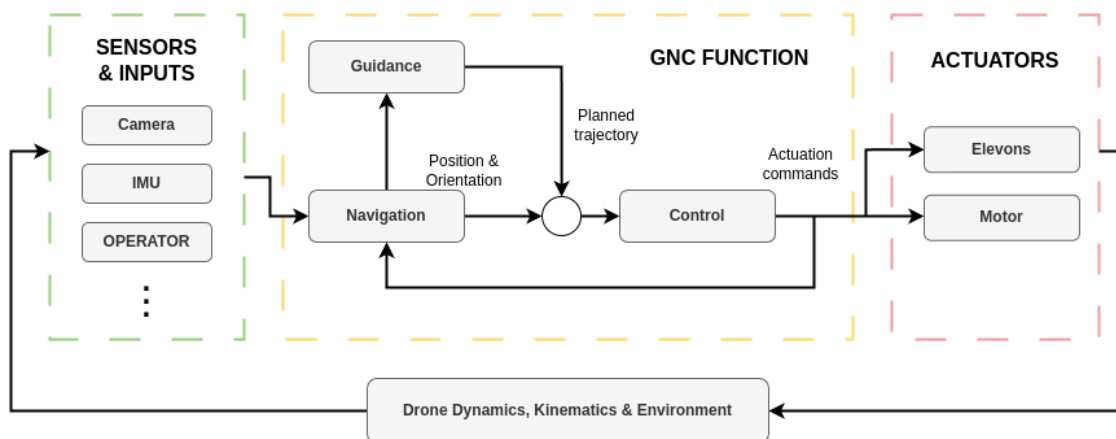 SENSORS
& INPUTS
Camera
IMU
OPERATOR
GNC FUNCTION
Guidance
Planned
trajectory
Position &
Orientation
Navigation
Control
Actuation
commands
ACTUATORS
Elevons
Motor
Drone Dynamics, Kinematics & Environment